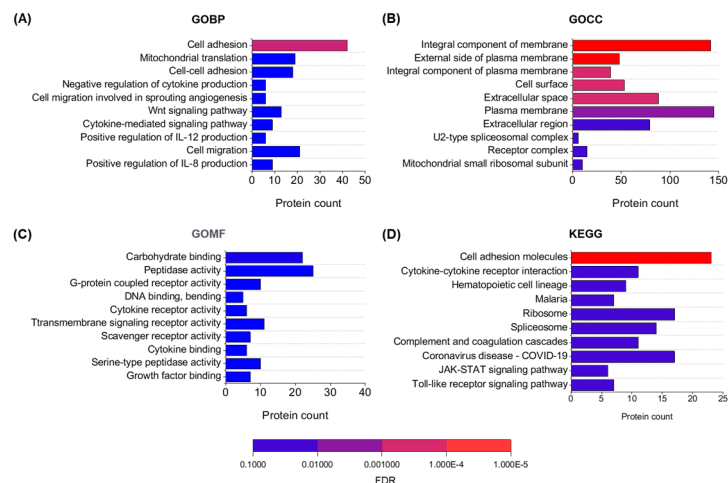 (A) GOBP
Cell adhesion
Mitochondrial translation
Cell-cell adhesion
Negative regulation of cytokine production
Cell migration involved in sprouting angiogenesis
Wnt signaling pathway
Cytokine-mediated signaling pathway
Positive regulation of IL-12 production
Cell migration
Positive regulation of IL-8 production
0 10 20 30 40 50
Protein count
(B) GOCC
Integral component of membrane
External side of plasma membrane
Integral component of plasma membrane
Cell surface
Extracellular space
Plasma membrane
Extracellular region
U2-type spliceosomal complex
Receptor complex
Mitochondrial small ribosomal subunit
0 50 100 150
Protein count
(C) GOMF
Carbohydrate binding
Peptidase activity
G-protein coupled receptor activity
DNA binding, bending
Cytokine receptor activity
Ttransmembrane signaling receptor activity
Scavenger receptor activity
Cytokine binding
Serine-type peptidase activity
Growth factor binding
0 10 20 30 40
Protein count
(D) KEGG
Cell adhesion molecules
Cytokine-cytokine receptor interaction
Hematopoietic cell lineage
Malaria
Ribosome
Spliceosome
Complement and coagulation cascades
Coronavirus disease - COVID-19
JAK-STAT signaling pathway
Toll-like receptor signaling pathway
0 5 10 15 20 25
Protein count
0.1000 0.01000 0.001000 1.000E-4 1.000E-5
FDR